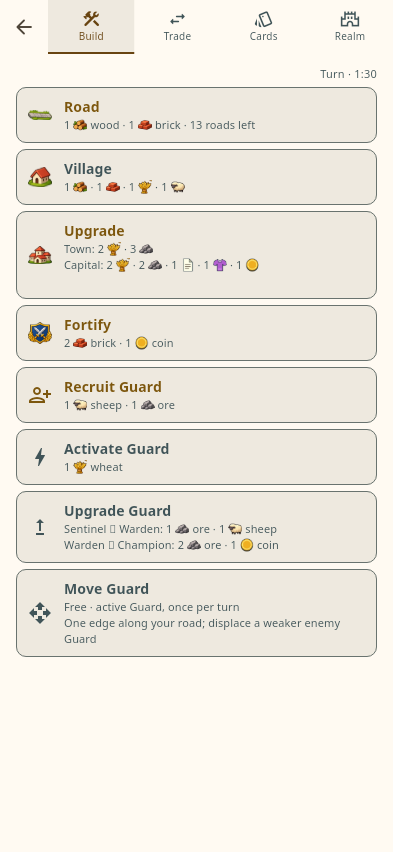 Build
Trade
Cards
Realm
Turn · 1:30
Road
1 wood · 1 brick · 13 roads left
Village
1 · 1 · 1 · 1
Upgrade
Town: 2 · 3
Capital: 2 · 2 · 1 · 1 · 1
Fortify
2 brick · 1 coin
Recruit Guard
1 sheep · 1 ore
Activate Guard
1 wheat
Upgrade Guard
Sentinel ▯ Warden: 1 ore · 1 sheep
Warden ▯ Champion: 2 ore · 1 coin
Move Guard
Free · active Guard, once per turn
One edge along your road; displace a weaker enemy
Guard